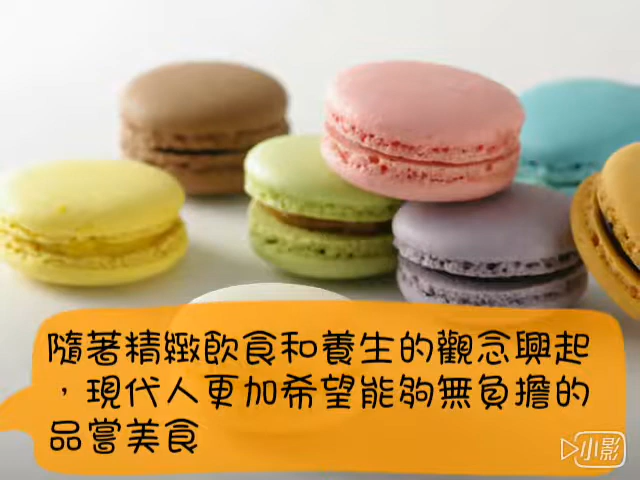 隨著精緻飲食和養生的觀念興起
，現代人更加希望能夠無負擔的
品嘗美食
小影